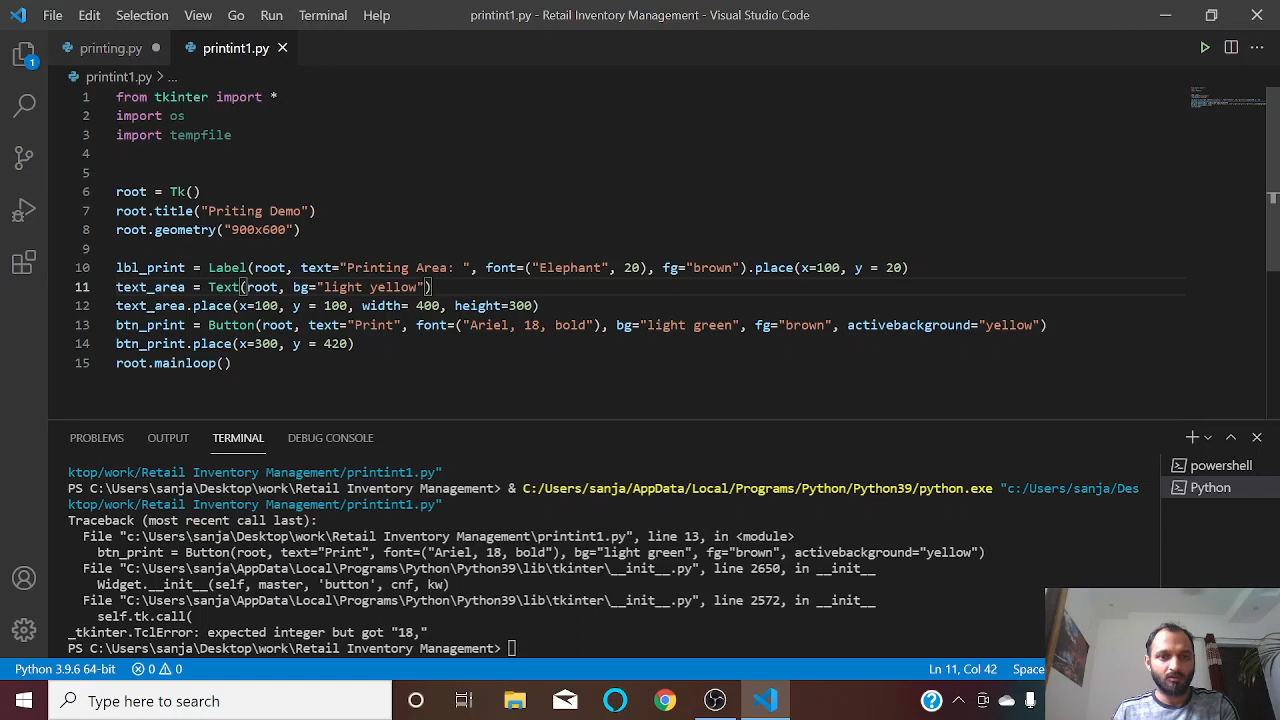 File Edit Selection View Go Run Terminal Help printint1.py - Retail Inventory Management - Visual Studio Code
printing.py printint1.py
printint1.py > ...
1 from tkinter import *
2 import os
3 import tempfile
4
5
6 root = Tk()
7 root.title("Priting Demo")
8 root.geometry("900x600")
9
10 lbl_print = Label(root, text="Printing Area: ", font=("Elephant", 20), fg="brown").place(x=100, y = 20)
11 text_area = Text(root, bg="light yellow")
12 text_area.place(x=100, y = 100, width= 400, height=300)
13 btn_print = Button(root, text="Print", font=("Ariel, 18, bold"), bg="light green", fg="brown", activebackground="yellow")
14 btn_print.place(x=300, y = 420)
15 root.mainloop()
1
PROBLEMS OUTPUT TERMINAL DEBUG CONSOLE
ktop/work/Retail Inventory Management/printint1.py"
PS C:\Users\sanja\Desktop\work\Retail Inventory Management> & C:/Users/sanja/AppData/Local/Programs/Python/Python39/python.exe "c:/Users/sanja/Des
ktop/work/Retail Inventory Management/printint1.py"
Traceback (most recent call last):
File "c:\Users\sanja\Desktop\work\Retail Inventory Management\printint1.py", line 13, in <module>
btn_print = Button(root, text="Print", font=("Ariel, 18, bold"), bg="light green", fg="brown", activebackground="yellow")
File "C:\Users\sanja\AppData\Local\Programs\Python\Python39\lib\tkinter\__init__.py", line 2650, in __init__
Widget.__init__(self, master, 'button', cnf, kw)
File "C:\Users\sanja\AppData\Local\Programs\Python\Python39\lib\tkinter\__init__.py", line 2572, in __init__
self.tk.call(
_tkinter.TclError: expected integer but got "18,"
PS C:\Users\sanja\Desktop\work\Retail Inventory Management>
powershell
Python
Python 3.9.6 64-bit 0 0 Ln 11, Col 42 Space
Type here to search